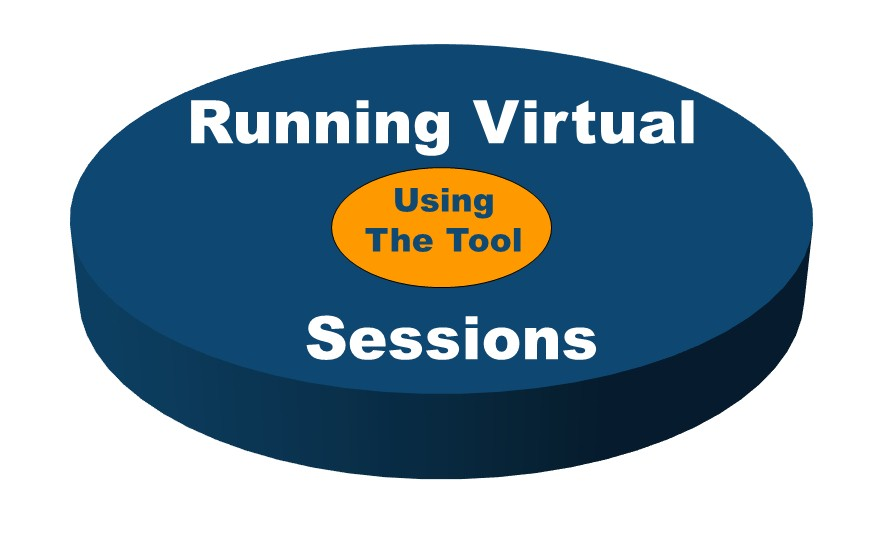 Running Virtual
Using
The Tool
Sessions